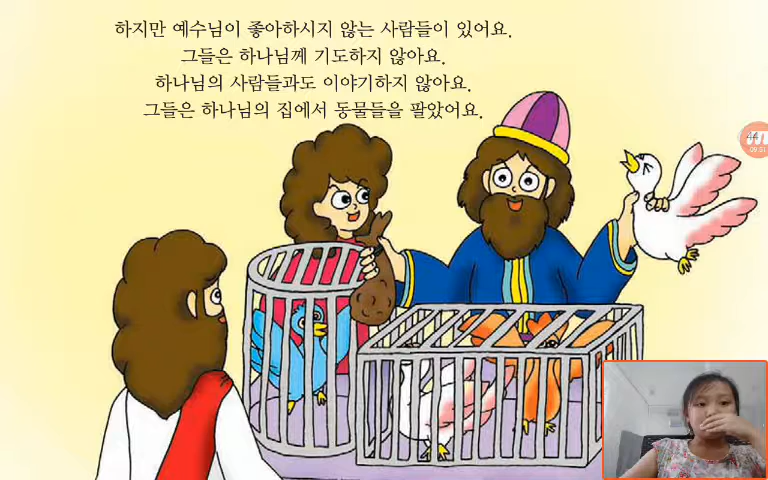 하지만 예수님이 좋아하시지 않는 사람들이 있어요.
그들은 하나님께 기도하지 않아요.
하나님의 사람들과도 이야기하지 않아요.
그들은 하나님의 집에서 동물들을 팔았어요.